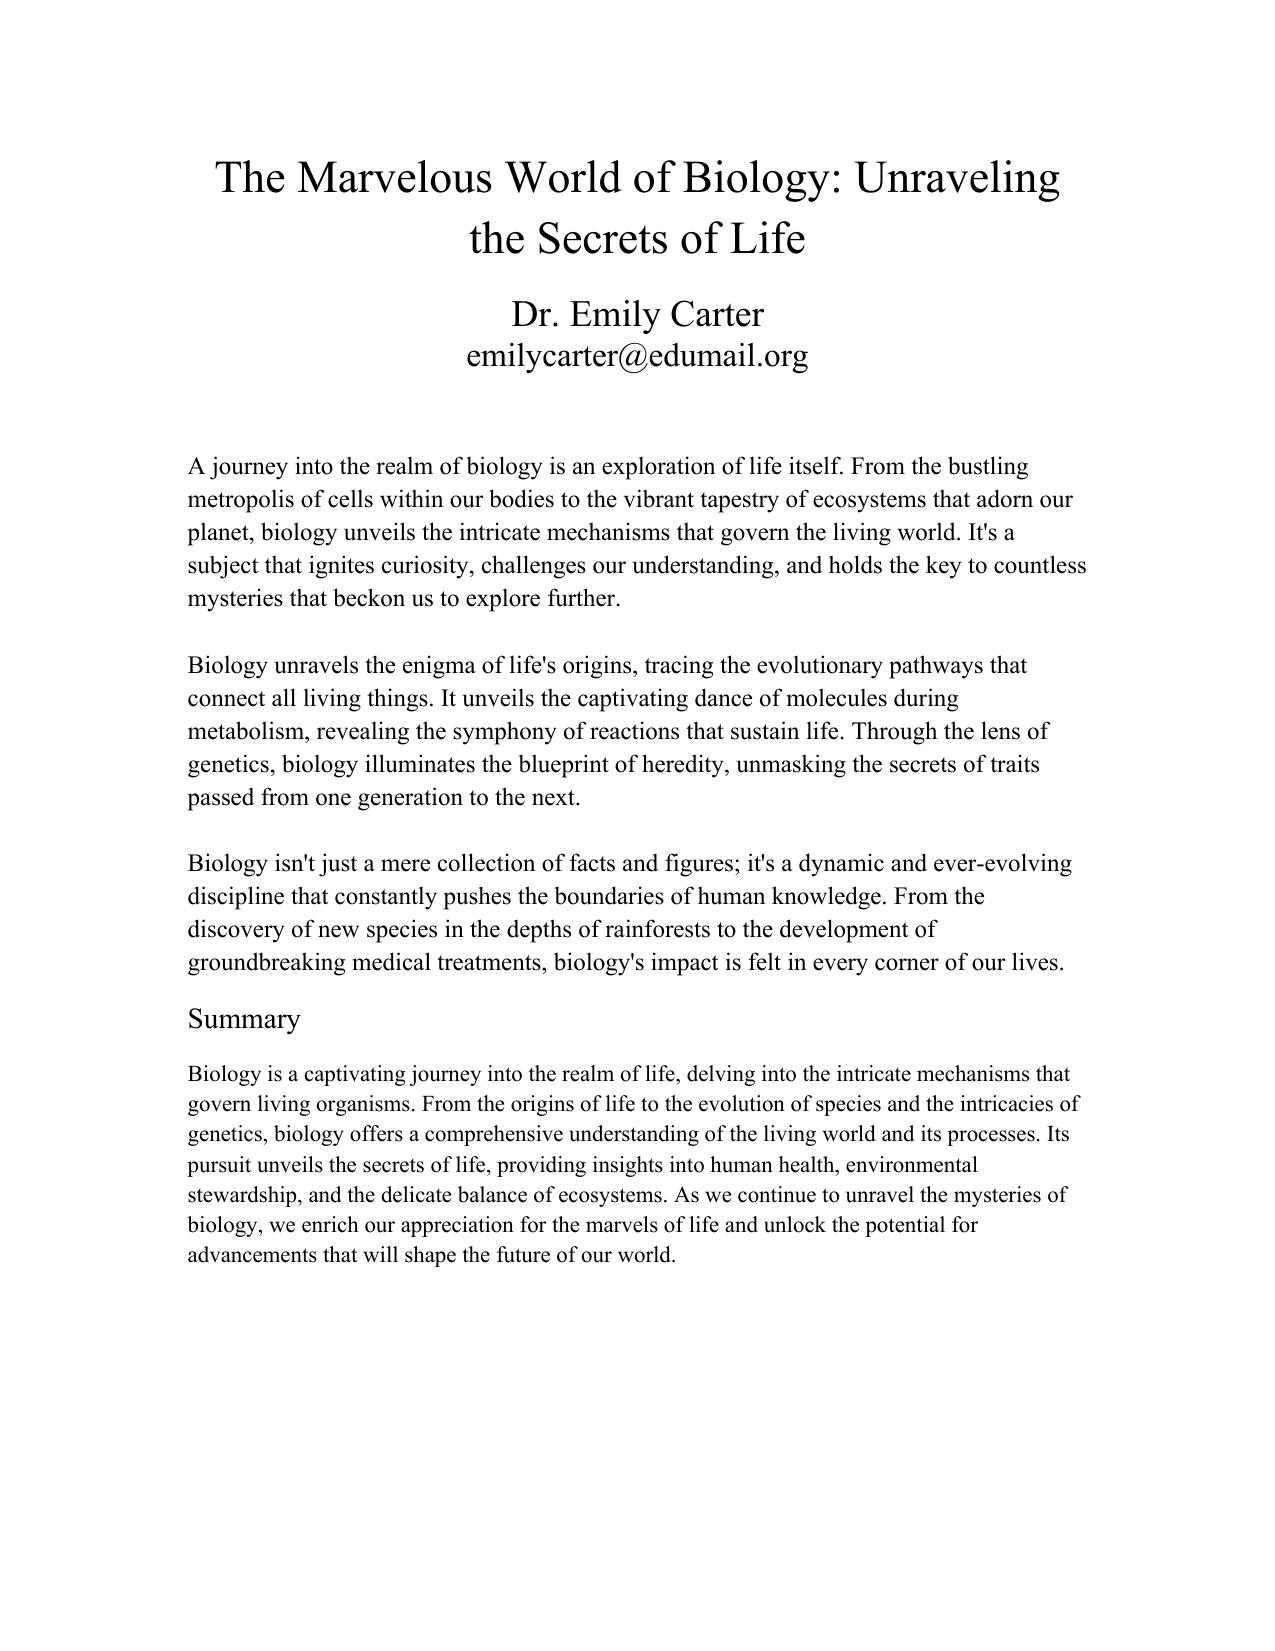 The Marvelous World of Biology: Unraveling
the Secrets of Life
Dr. Emily Carter
emilycarter@edumail.org
A journey into the realm of biology is an exploration of life itself. From the bustling
metropolis of cells within our bodies to the vibrant tapestry of ecosystems that adorn our
planet, biology unveils the intricate mechanisms that govern the living world. It's a
subject that ignites curiosity, challenges our understanding, and holds the key to countless
mysteries that beckon us to explore further.
Biology unravels the enigma of life's origins, tracing the evolutionary pathways that
connect all living things. It unveils the captivating dance of molecules during
metabolism, revealing the symphony of reactions that sustain life. Through the lens of
genetics, biology illuminates the blueprint of heredity, unmasking the secrets of traits
passed from one generation to the next.
Biology isn't just a mere collection of facts and figures; it's a dynamic and ever-evolving
discipline that constantly pushes the boundaries of human knowledge. From the
discovery of new species in the depths of rainforests to the development of
groundbreaking medical treatments, biology's impact is felt in every corner of our lives.
Summary
Biology is a captivating journey into the realm of life, delving into the intricate mechanisms that
govern living organisms. From the origins of life to the evolution of species and the intricacies of
genetics, biology offers a comprehensive understanding of the living world and its processes. Its
pursuit unveils the secrets of life, providing insights into human health, environmental
stewardship, and the delicate balance of ecosystems. As we continue to unravel the mysteries of
biology, we enrich our appreciation for the marvels of life and unlock the potential for
advancements that will shape the future of our world.